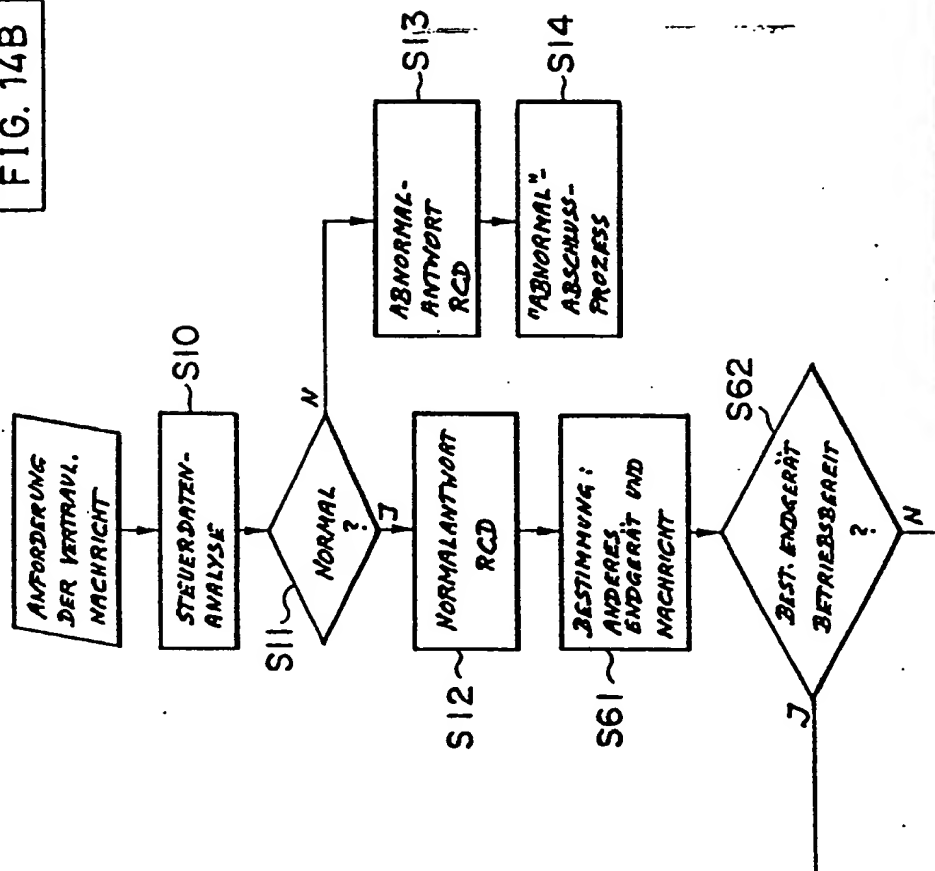 FIG. 14B
ANFORDERUNG
DER VERTRAUL.
NACHRICHT
STEUERDATEN-
ANALYSE
S10
S11
NORMAL
?
N
J
ABNORMAL-
ANTWORT
RCD
S13
"ABNORMAL"-
ABSCHLUSS-
PROZESS
S14
S12
NORMALANTWORT
RCD
S61
BESTIMMUNG:
ANDERES
ENDGERÄT UND
NACHRICHT
S62
BEST. ENDGERÄT
BETRIEBSBEREIT
?
J
N